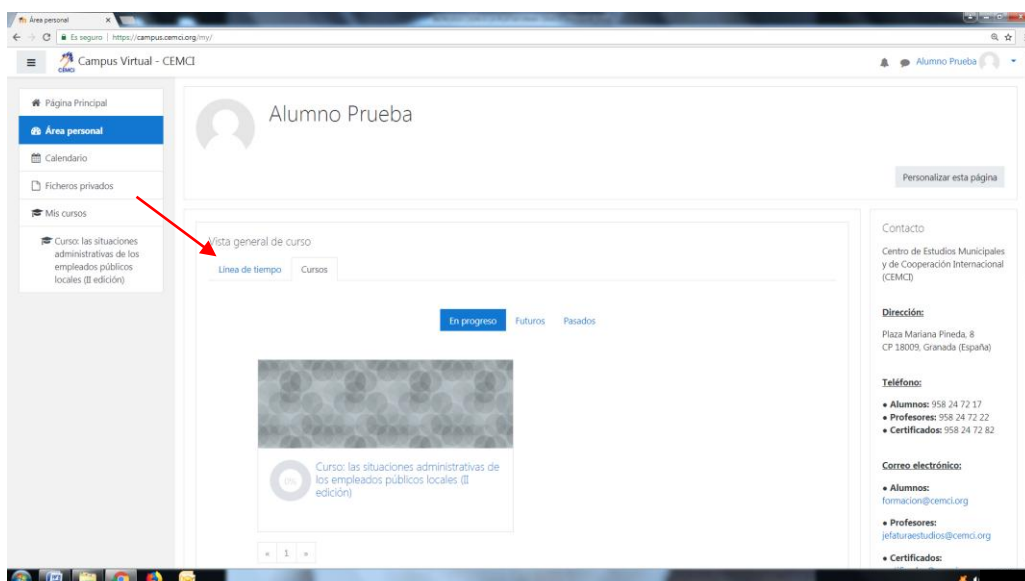 Área personal
Es seguro | https://campus.cemci.org/my/
CEMCI
Campus Virtual - CEMCI
Alumno Prueba
Página Principal
Área personal
Calendario
Ficheros privados
Mis cursos
Curso: las situaciones
administrativas de los
empleados públicos
locales (II edición)
Alumno Prueba
Personalizar esta página
Vista general de curso
Línea de tiempo Cursos
En progreso Futuros Pasados
0%
Curso: las situaciones administrativas de
los empleados públicos locales (II
edición)
« 1 »
Contacto
Centro de Estudios Municipales
y de Cooperación Internacional
(CEMCI)
Dirección:
Plaza Mariana Pineda, 8
CP 18009, Granada (España)
Teléfono:
• Alumnos: 958 24 72 17
• Profesores: 958 24 72 22
• Certificados: 958 24 72 82
Correo electrónico:
• Alumnos:
formacion@cemci.org
• Profesores:
jefaturaestudios@cemci.org
• Certificados: